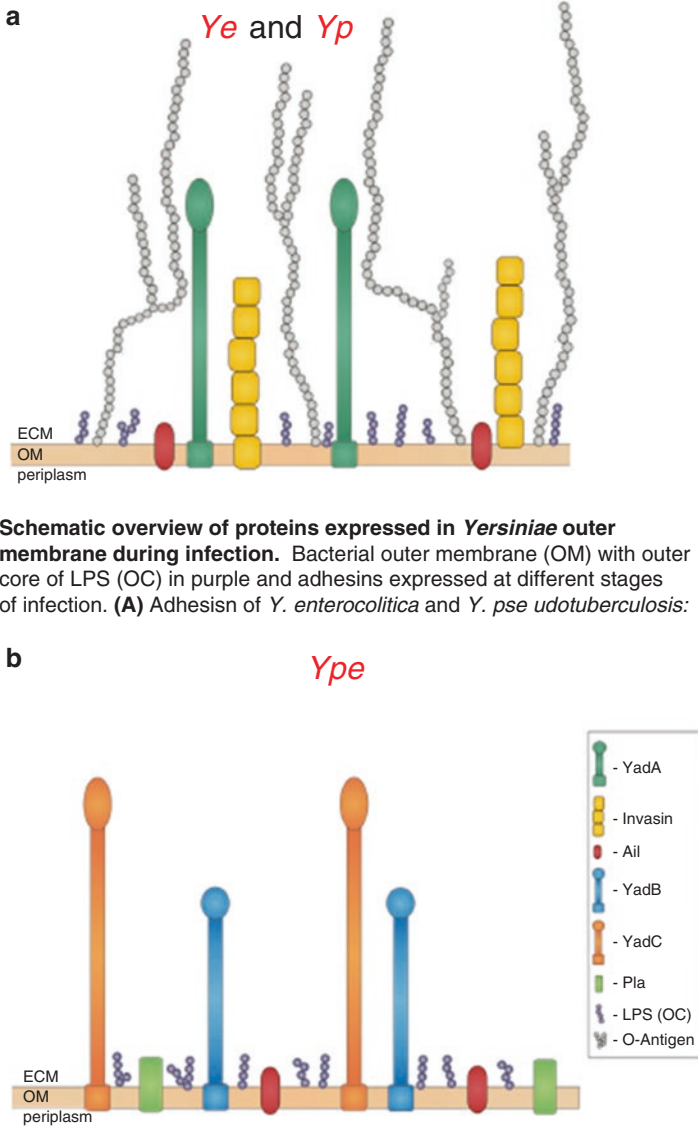 a
Ye and Yp
ECM
OM
periplasm
Schematic overview of proteins expressed in Yersiniae outer
membrane during infection. Bacterial outer membrane (OM) with outer
core of LPS (OC) in purple and adhesins expressed at different stages
of infection. (A) Adhesisn of Y. enterocolitica and Y. pse udotuberculosis:
b
Ype
- YadA
- Invasin
- Ail
- YadB
- YadC
- Pla
- LPS (OC)
- O-Antigen
ECM
OM
periplasm